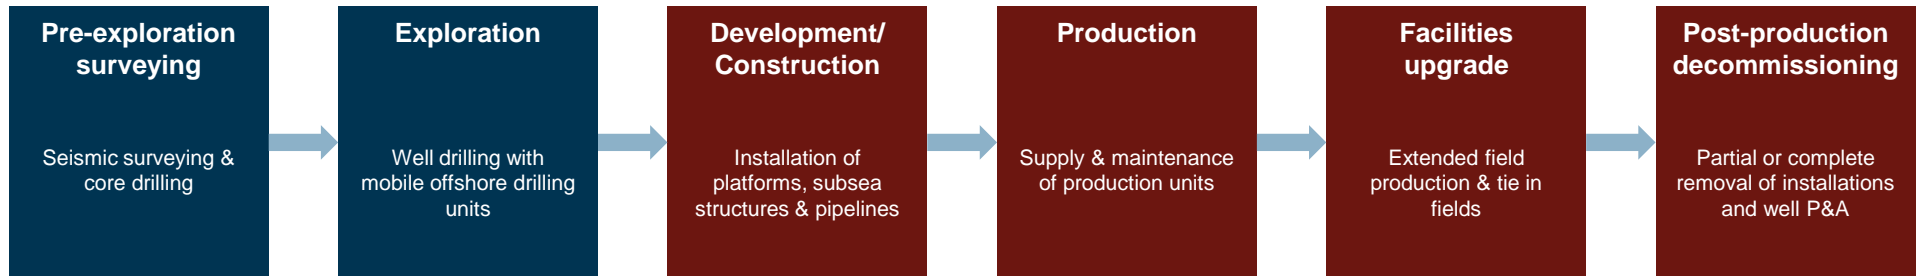 Pre-exploration
surveying
Seismic surveying &
core drilling
Exploration
Well drilling with
mobile offshore drilling
units
Development/
Construction
Installation of
platforms, subsea
structures & pipelines
Production
Supply & maintenance
of production units
Facilities
upgrade
Extended field
production & tie in
fields
Post-production
decommissioning
Partial or complete
removal of installations
and well P&A